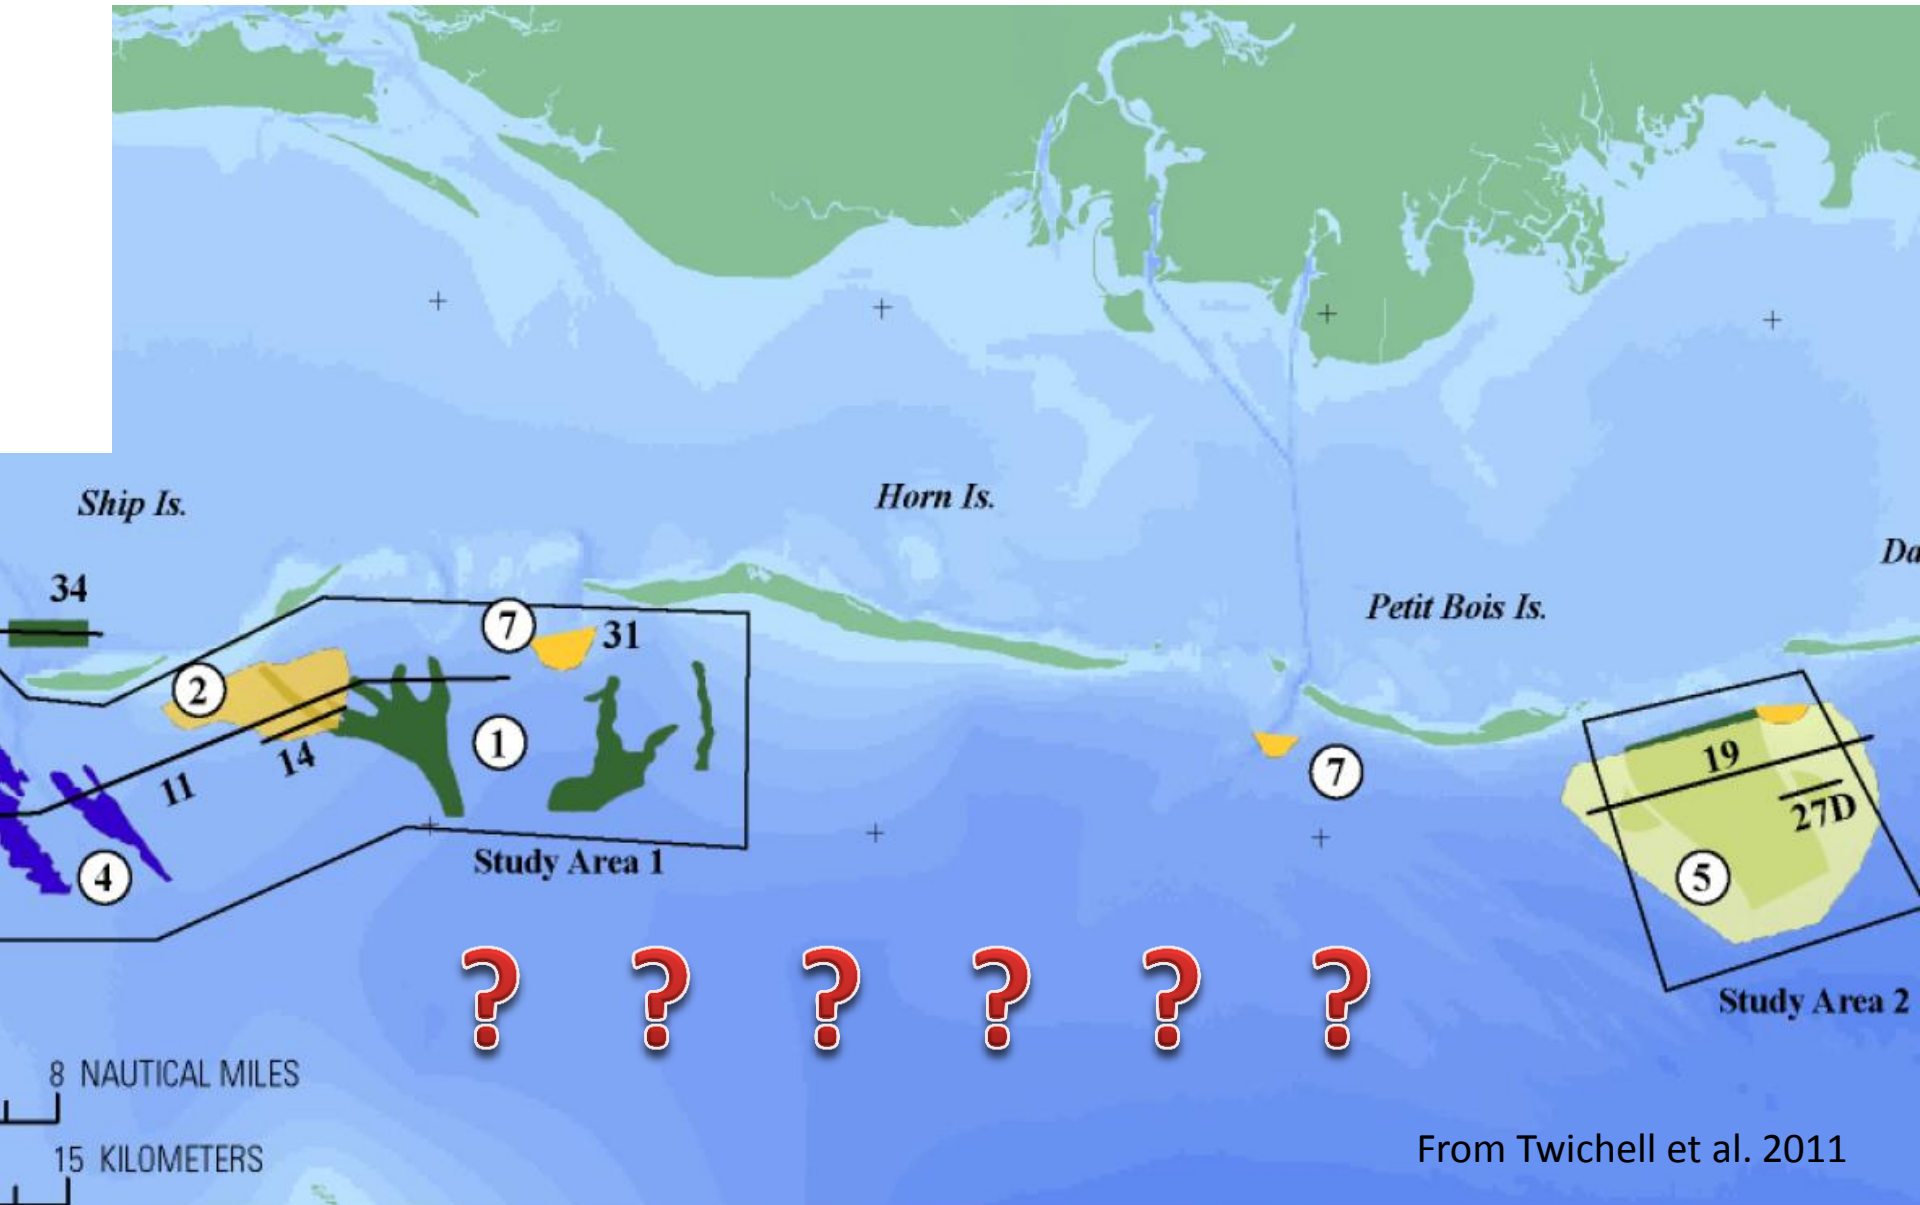 Ship Is.
Horn Is.
Da
34
Petit Bois Is.
7
31
2
1
14
11
7
19
27D
4
5
Study Area 1
? ? ? ? ? ?
Study Area 2
8 NAUTICAL MILES
15 KILOMETERS
From Twichell et al. 2011